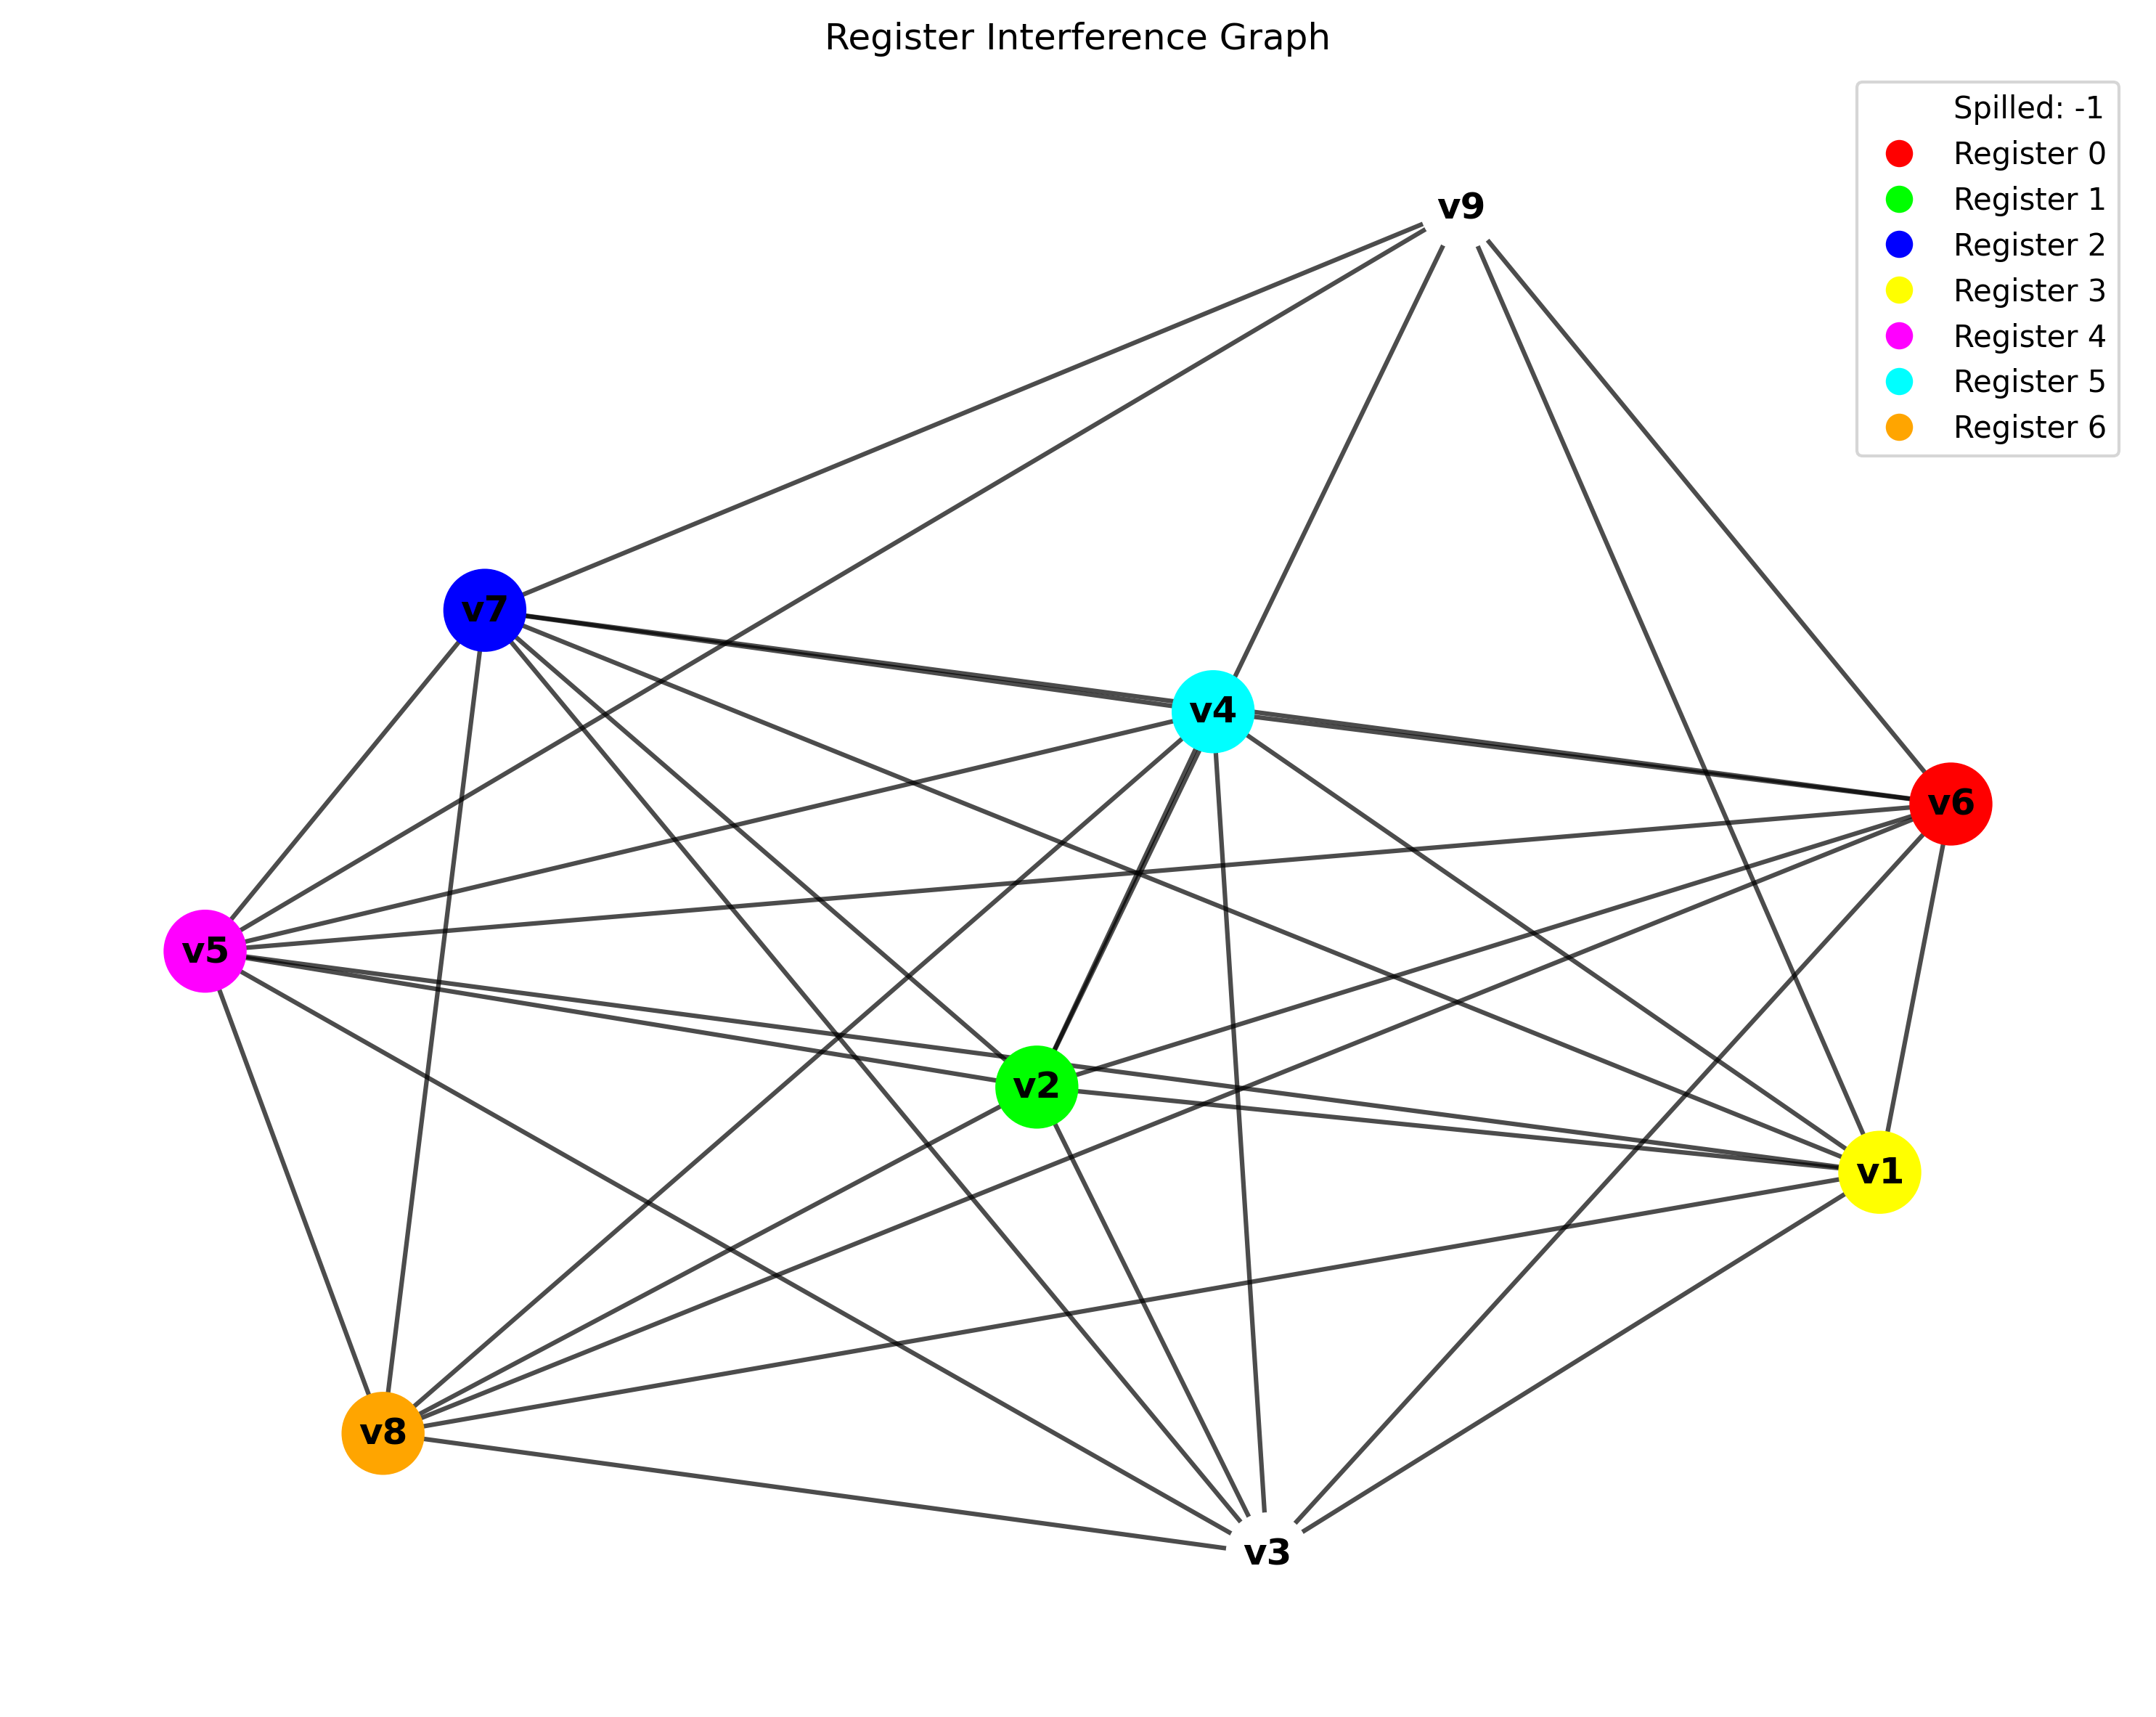 Register Interference Graph
Spilled: -1
Register 0
Register 1
Register 2
Register 3
Register 4
Register 5
Register 6
v9
v7
v4
v6
v5
v2
v1
v8
v3